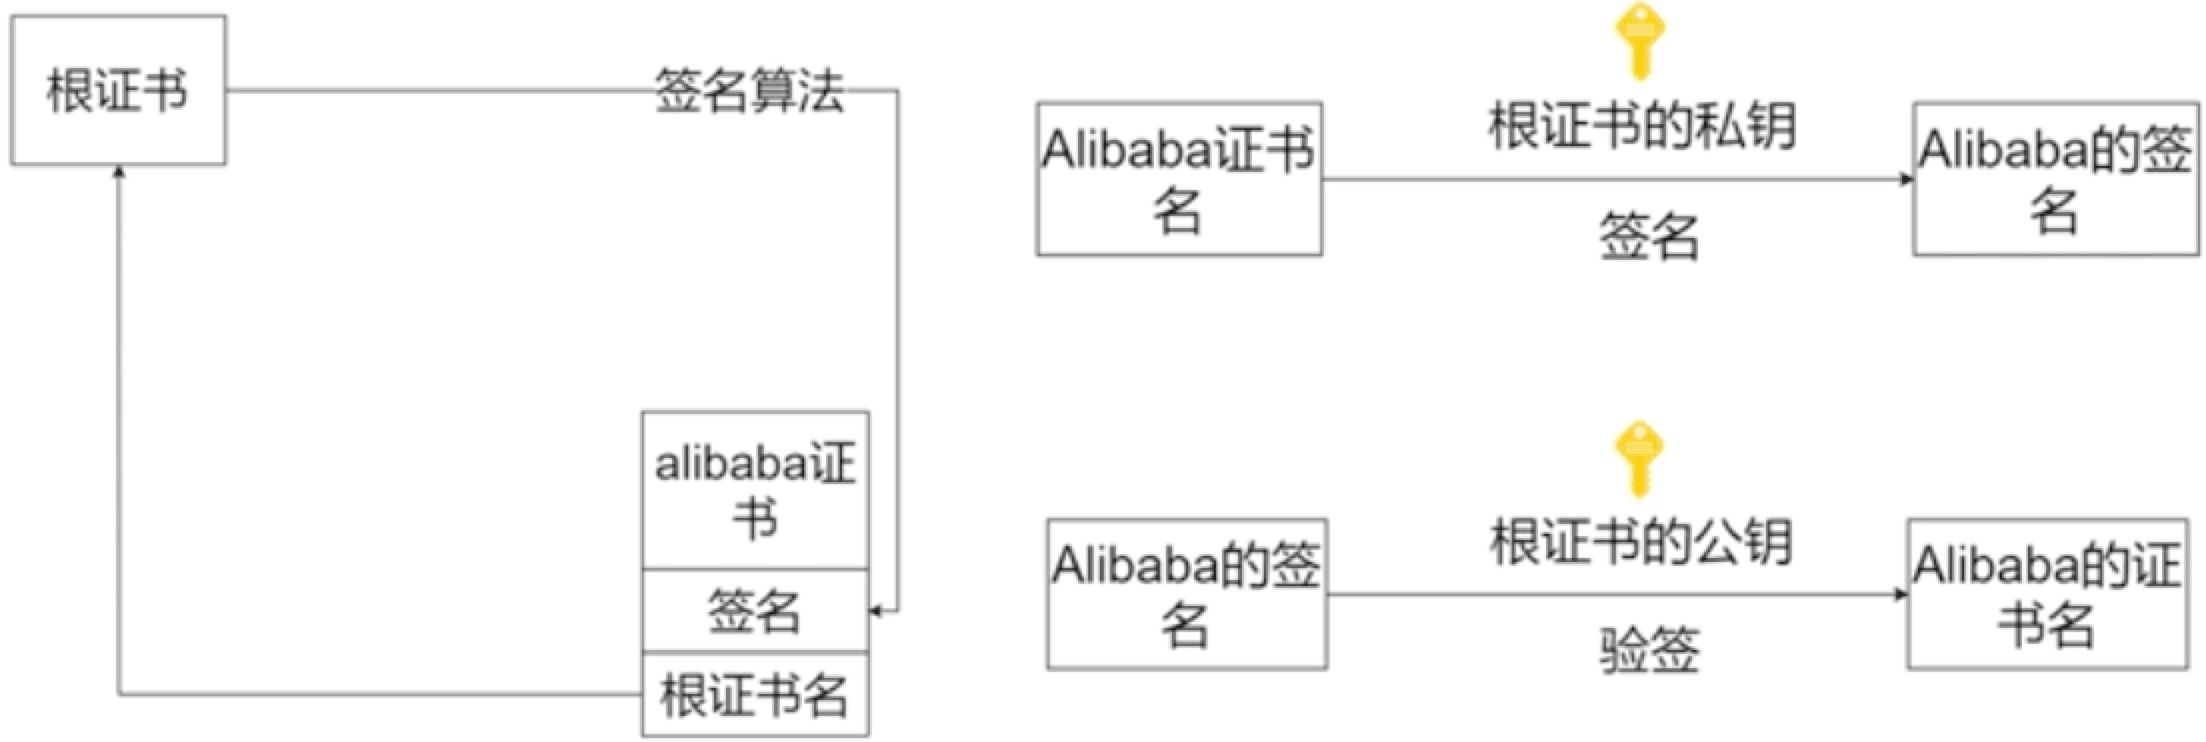 根证书
签名算法
alibaba证
书
签名
根证书名
Alibaba证书
名
根证书的私钥
签名
Alibaba的签
名
Alibaba的签
名
根证书的公钥
验签
Alibaba的证
书名